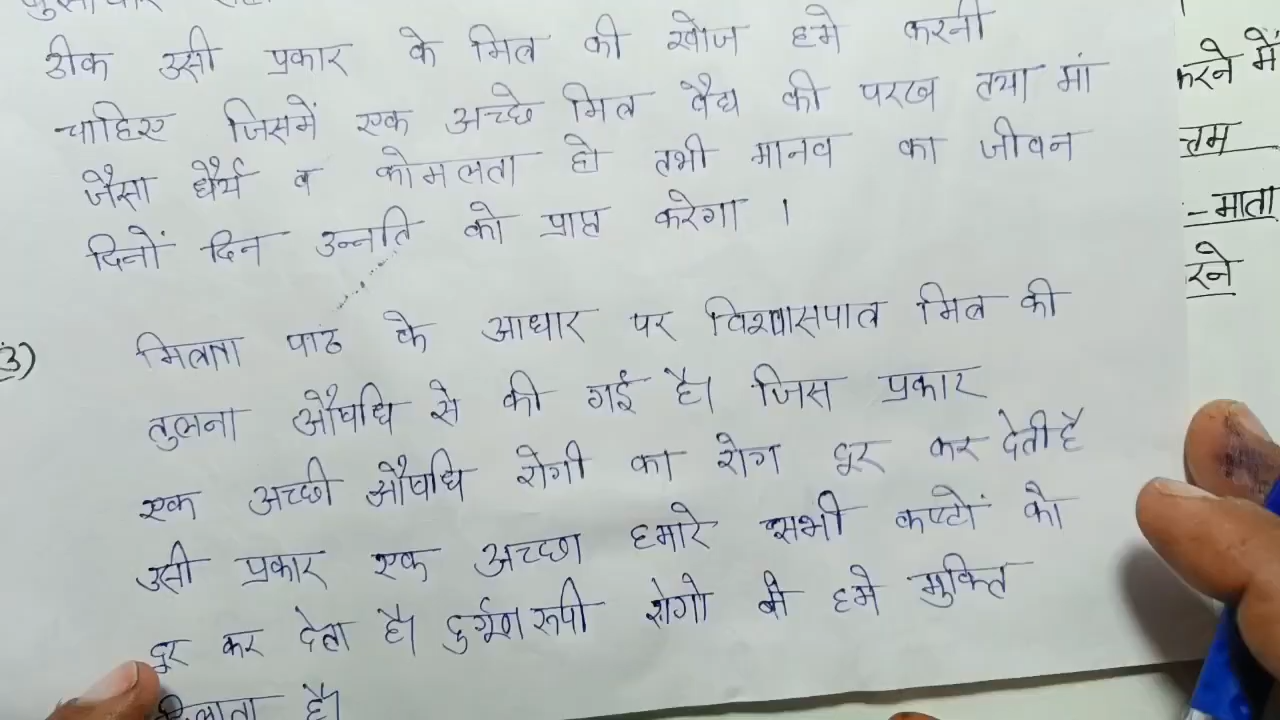 ठीक उसी प्रकार के मित्र की खोज हमे करनी
चाहिए जिसमें एक अच्छे मित्र वैद्य की परख तथा मां
जैसा धैर्य व कोमलता हो तभी मानव का जीवन
दिनों दिन उन्नति को प्राप्त करेगा ।
3) मित्रता पाठ के आधार पर विश्वासपात्र मित्र की
तुलना औषधि से की गई है। जिस प्रकार
एक अच्छी औषधि रोगी का रोग दूर कर देती है
उसी प्रकार एक अच्छा हमारे सभी कष्टों को
दूर कर देता है। दुर्गुण रूपी रोगो से हमे मुक्ति
दिलाता है।
करने में
त्तम
- माता
रने